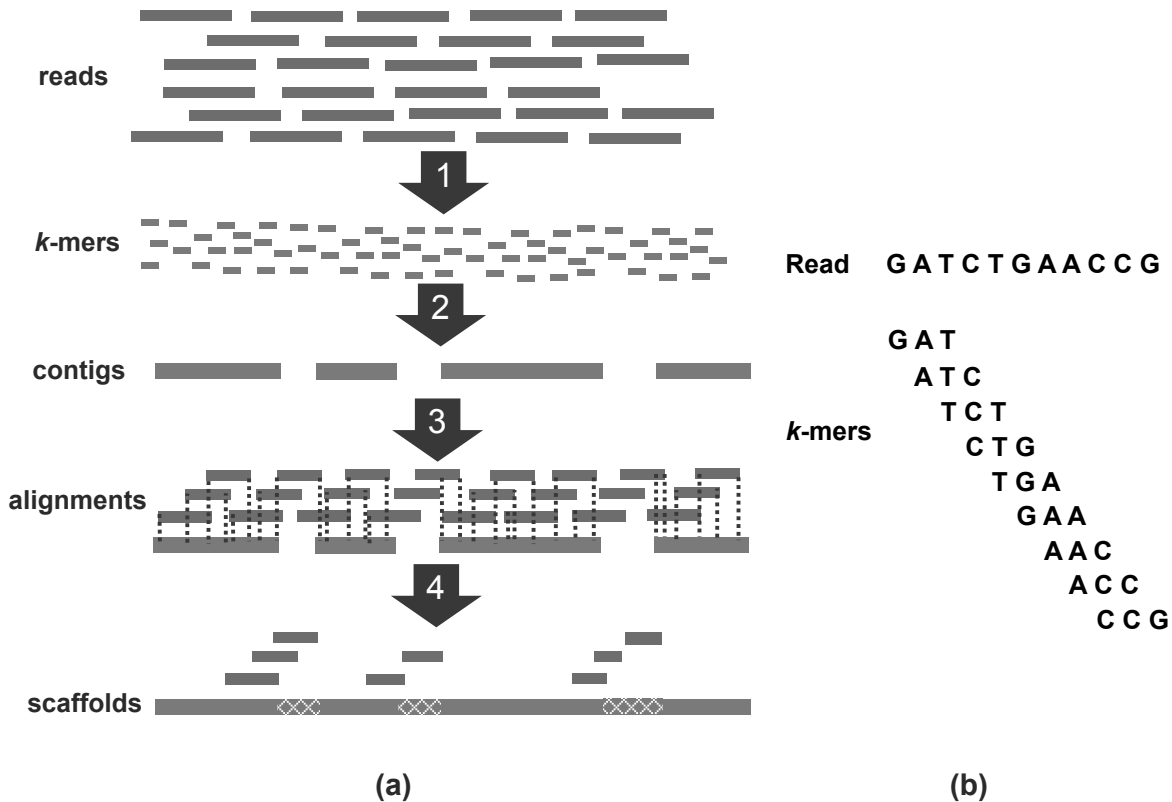 reads
1
k-mers
2
contigs
3
alignments
4
scaffolds
(a)
Read G A T C T G A A C C G
G A T
A T C
T C T
k-mers
C T G
T G A
G A A
A A C
A C C
C C G
(b)